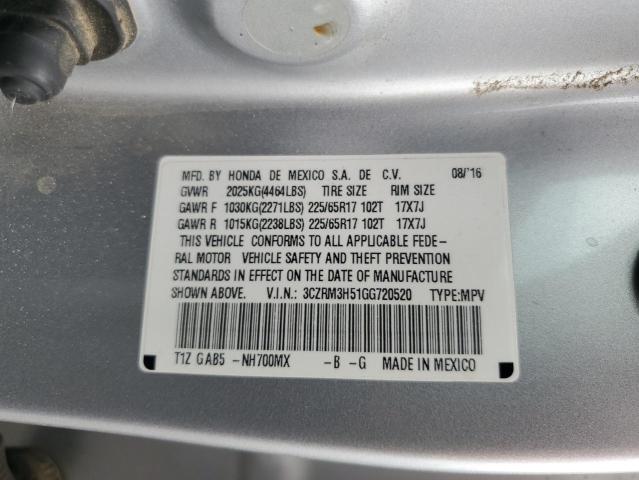 MFD. BY HONDA DE MEXICO S.A. DE C.V. 08/'16
GVWR 2025KG(4464LBS) TIRE SIZE RIM SIZE
GAWR F 1030KG(2271LBS) 225/65R17 102T 17X7J
GAWR R 1015KG(2238LBS) 225/65R17 102T 17X7J
THIS VEHICLE CONFORMS TO ALL APPLICABLE FEDE-
RAL MOTOR VEHICLE SAFETY AND THEFT PREVENTION
STANDARDS IN EFFECT ON THE DATE OF MANUFACTURE
SHOWN ABOVE. V.I.N.: 3CZRM3H51GG720520 TYPE:MPV
T1Z GAB5 -NH700MX -B -G MADE IN MEXICO